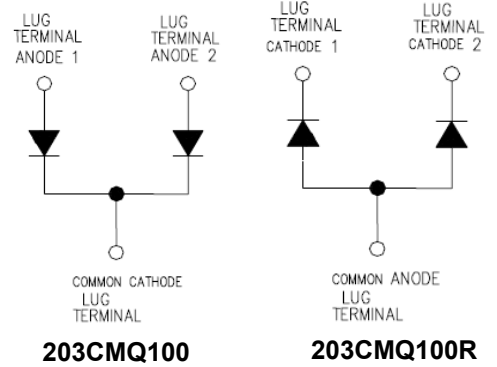 LUG
TERMINAL
ANODE 1
LUG
TERMINAL
ANODE 2
LUG
TERMINAL
CATHODE 1
LUG
TERMINAL
CATHODE 2
COMMON CATHODE
LUG
TERMINAL
203CMQ100
COMMON ANODE
LUG
TERMINAL
203CMQ100R